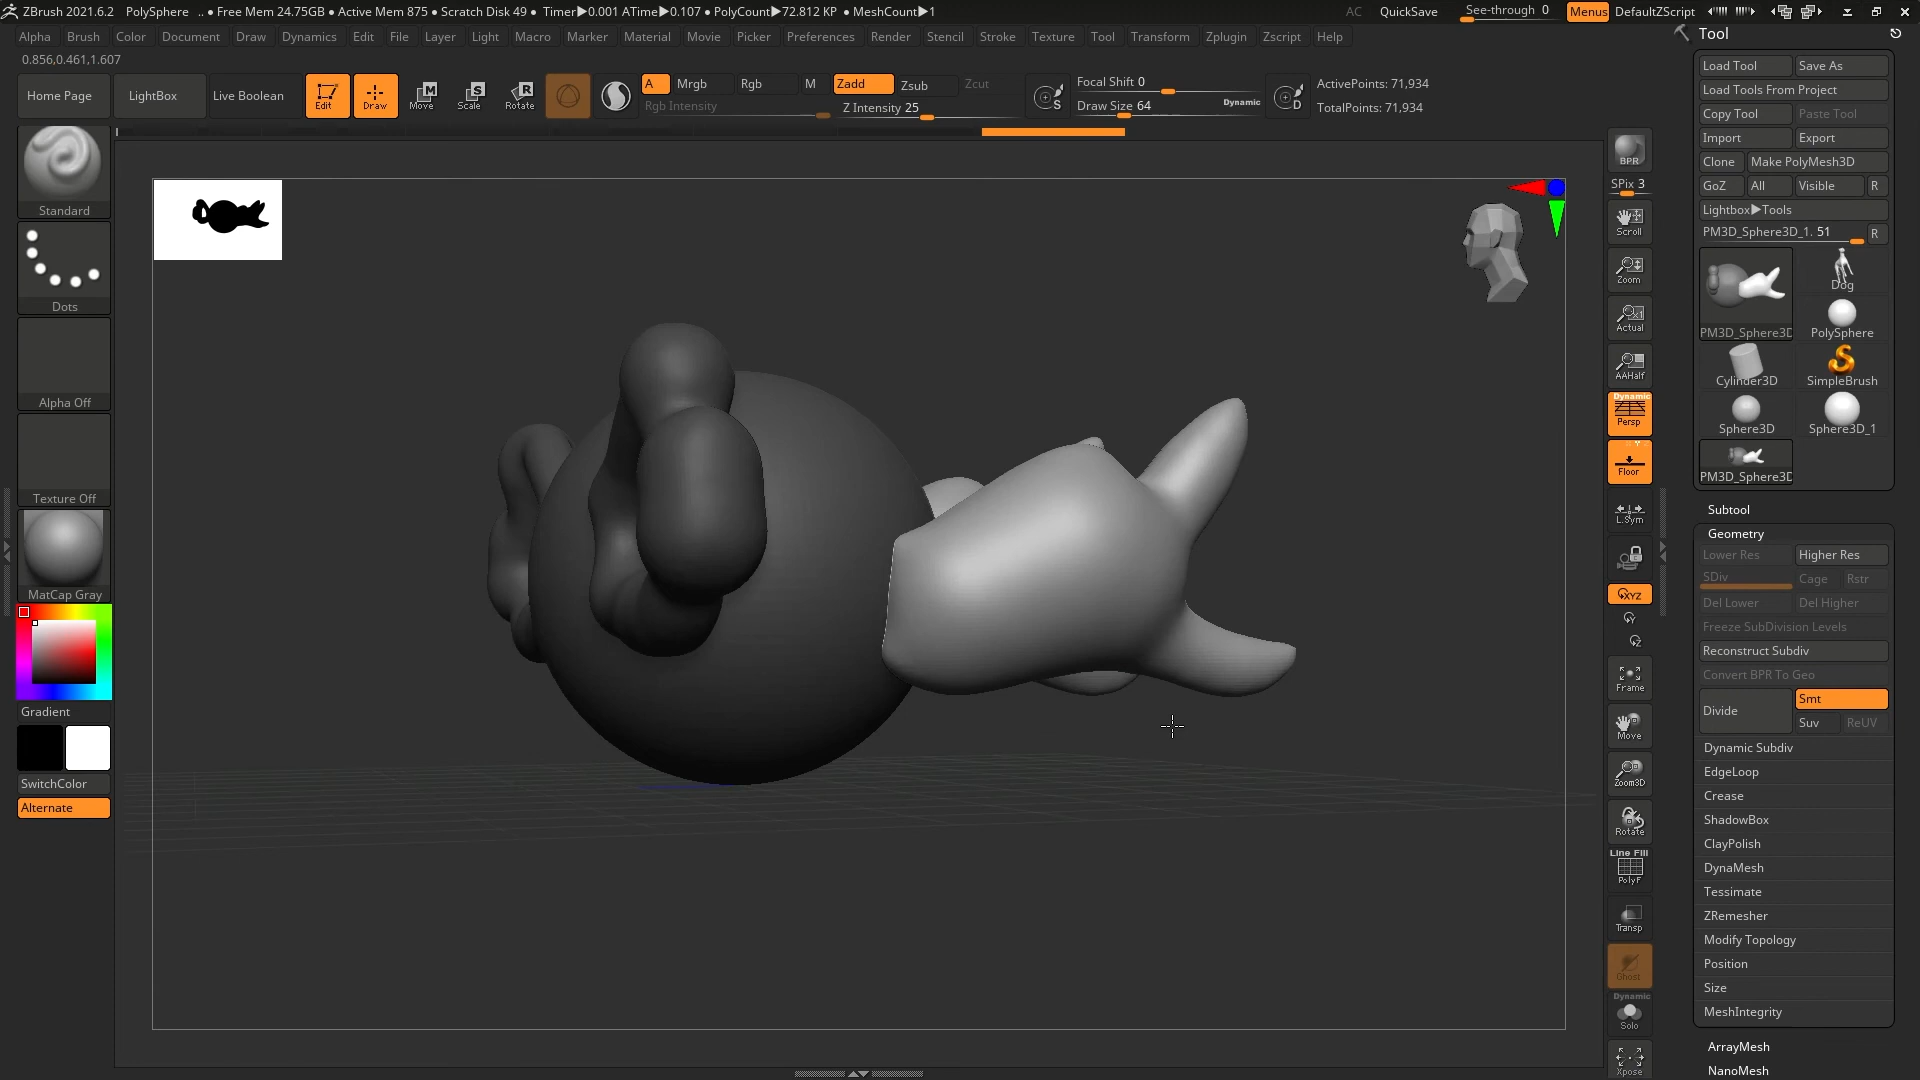 ZBrush 2021.6.2 PolySphere .. • Free Mem 24.75GB • Active Mem 875 • Scratch Disk 49 • Timer▶0.001 ATime▶0.107 • PolyCount▶72.812 KP • MeshCount▶1 AC QuickSave See-through 0 Menus DefaultZScript
Alpha Brush Color Document Draw Dynamics Edit File Layer Light Macro Marker Material Movie Picker Preferences Render Stencil Stroke Texture Tool Transform Zplugin Zscript Help
0.856,0.461,1.607
Home Page LightBox Live Boolean Edit Draw Move Scale Rotate A Mrgb Rgb M Zadd Zsub Zcut
Rgb Intensity Z Intensity 25
S Focal Shift 0
Draw Size 64 Dynamic D
ActivePoints: 71,934
TotalPoints: 71,934
Standard
Dots
Alpha Off
Texture Off
MatCap Gray
Gradient
SwitchColor
Alternate
BPR
SPix 3
Scroll
Zoom
Actual
AAHalf
Dynamic
Persp
Floor
L.Sym
XYZ
Y
Z
Frame
Move
Zoom3D
Rotate
Line Fill
PolyF
Transp
Ghost
Dynamic
Solo
Xpose
Tool
Load Tool Save As
Load Tools From Project
Copy Tool Paste Tool
Import Export
Clone Make PolyMesh3D
GoZ All Visible R
Lightbox▶Tools
PM3D_Sphere3D_1. 51 R
Dog
PM3D_Sphere3D PolySphere
Cylinder3D SimpleBrush
Sphere3D Sphere3D_1
PM3D_Sphere3D
Subtool
Geometry
Lower Res Higher Res
SDiv Cage Rstr
Del Lower Del Higher
Freeze SubDivision Levels
Reconstruct Subdiv
Convert BPR To Geo
Divide Smt
Suv ReUV
Dynamic Subdiv
EdgeLoop
Crease
ShadowBox
ClayPolish
DynaMesh
Tessimate
ZRemesher
Modify Topology
Position
Size
MeshIntegrity
ArrayMesh
NanoMesh